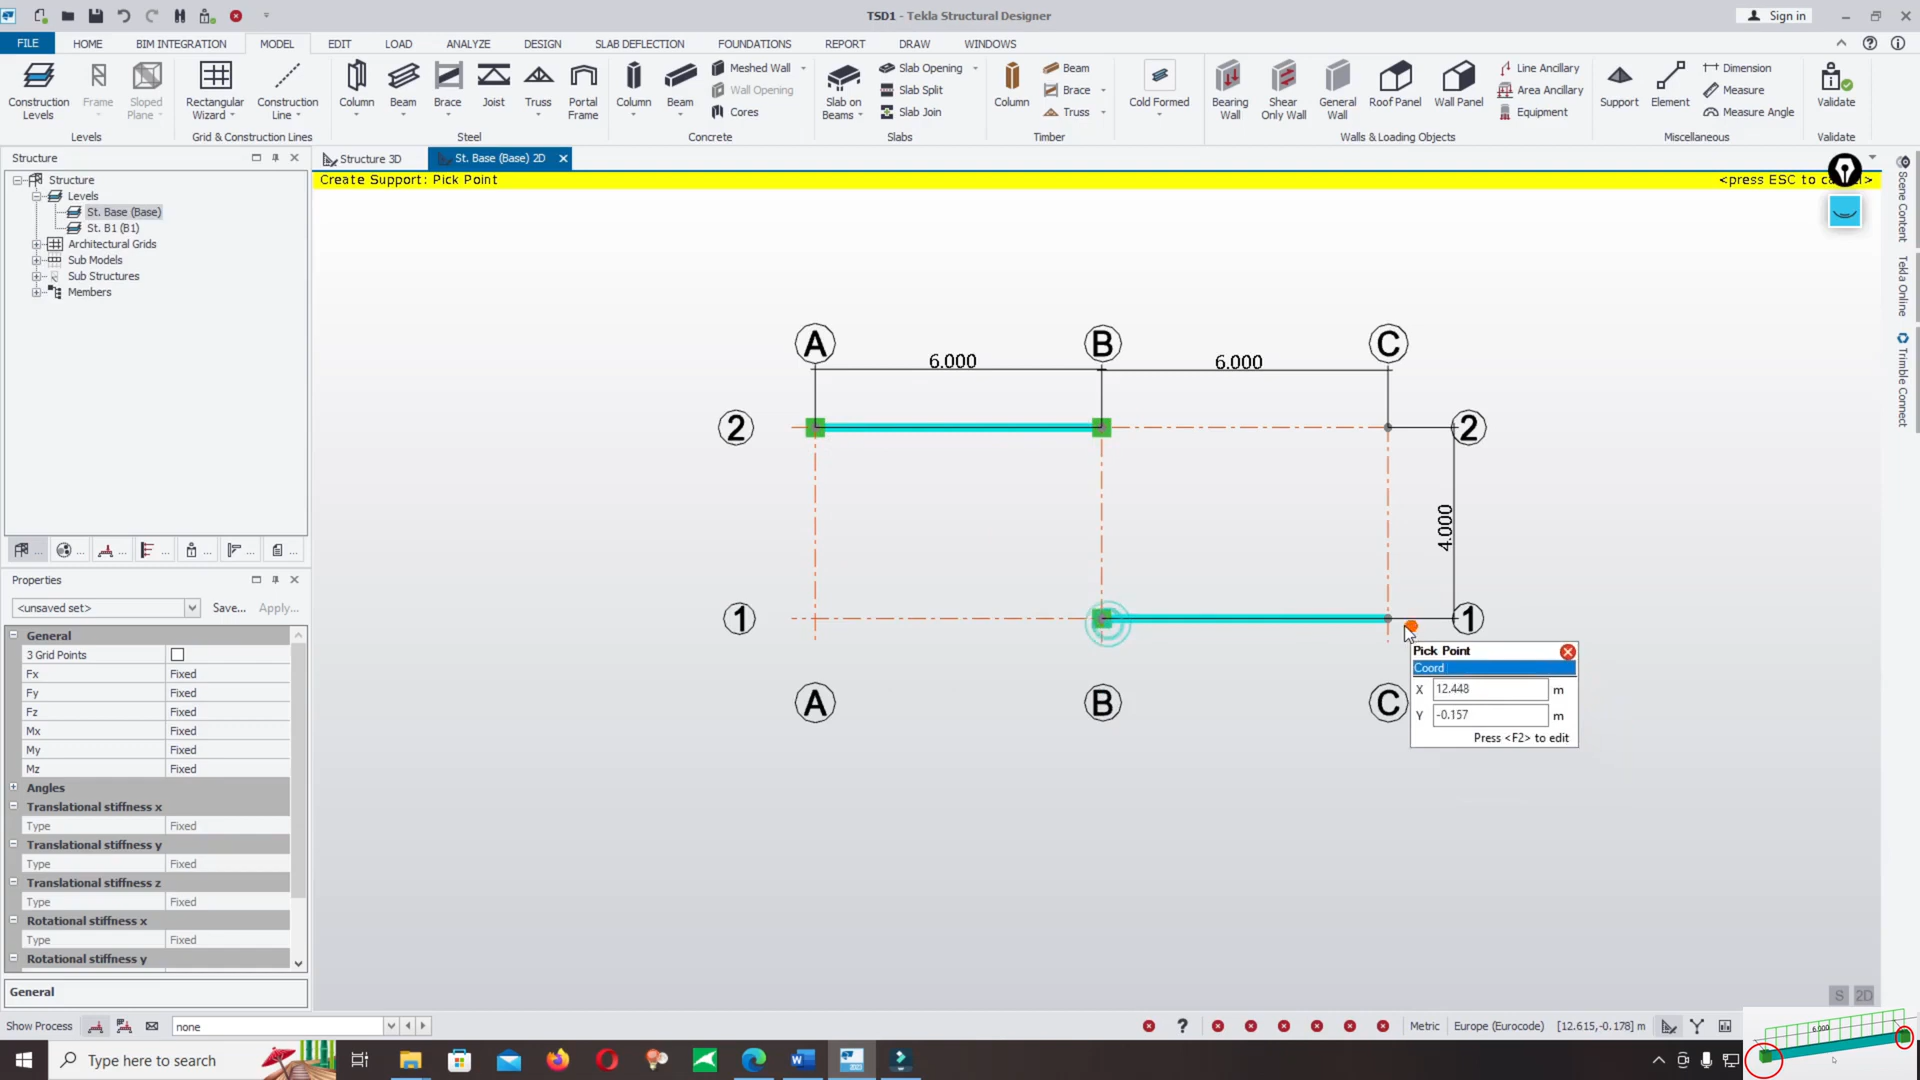 TSD1 - Tekla Structural Designer
Sign in
FILE HOME BIM INTEGRATION MODEL EDIT LOAD ANALYZE DESIGN SLAB DEFLECTION FOUNDATIONS REPORT DRAW WINDOWS
Construction Levels
Frame
Sloped Plane
Levels
Rectangular Wizard
Construction Line
Grid & Construction Lines
Column
Beam
Brace
Joist
Truss
Portal Frame
Steel
Column
Beam
Meshed Wall
Wall Opening
Cores
Concrete
Slab on Beams
Slab Opening
Slab Split
Slab Join
Slabs
Column
Beam
Brace
Truss
Timber
Cold Formed
Bearing Wall
Shear Only Wall
General Wall
Roof Panel
Wall Panel
Line Ancillary
Area Ancillary
Equipment
Walls & Loading Objects
Support
Element
Dimension
Measure
Measure Angle
Miscellaneous
Validate
Validate
Structure
Structure 3D
St. Base (Base) 2D
Create Support: Pick Point
<press ESC to ca
>
Structure
Levels
St. Base (Base)
St. B1 (B1)
Architectural Grids
Sub Models
Sub Structures
Members
Scene Content
Tekla Online
Trimble Connect
A B C
6.000 6.000
2 2
4.000
1 1
A B C
Pick Point
Coord
X 12.448 m
Y -0.157 m
Press <F2> to edit
Properties
<unsaved set> Save... Apply...
General
3 Grid Points
Fx Fixed
Fy Fixed
Fz Fixed
Mx Fixed
My Fixed
Mz Fixed
Angles
Translational stiffness x
Type Fixed
Translational stiffness y
Type Fixed
Translational stiffness z
Type Fixed
Rotational stiffness x
Type Fixed
Rotational stiffness y
General
S 2D
6.000
Show Process none
Metric Europe (Eurocode) [12.615,-0.178] m
Type here to search